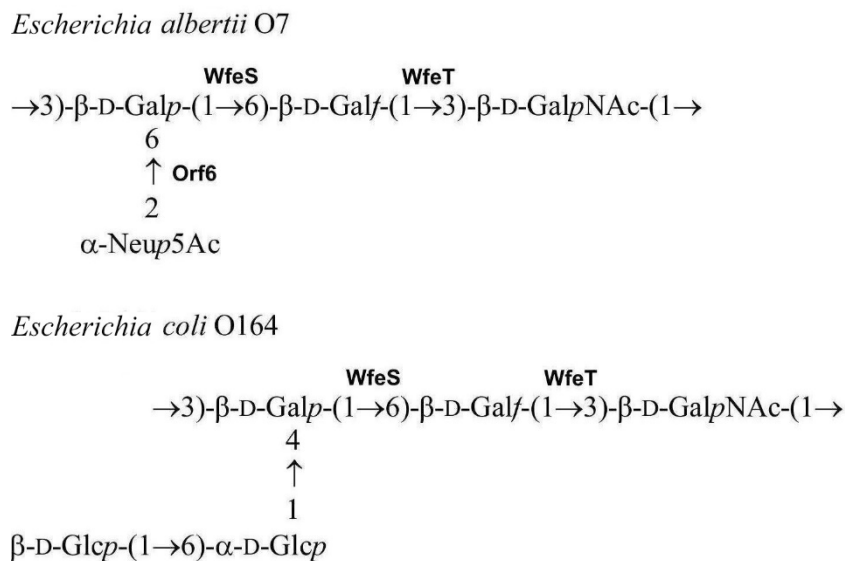 Escherichia albertii O7
WfeS WfeT
→3)-β-D-Galp-(1→6)-β-D-Galf-(1→3)-β-D-GalpNAc-(1→
6
↑ Orf6
2
α-Neup5Ac
Escherichia coli O164
WfeS WfeT
→3)-β-D-Galp-(1→6)-β-D-Galf-(1→3)-β-D-GalpNAc-(1→
4
↑
1
β-D-Glcp-(1→6)-α-D-Glcp